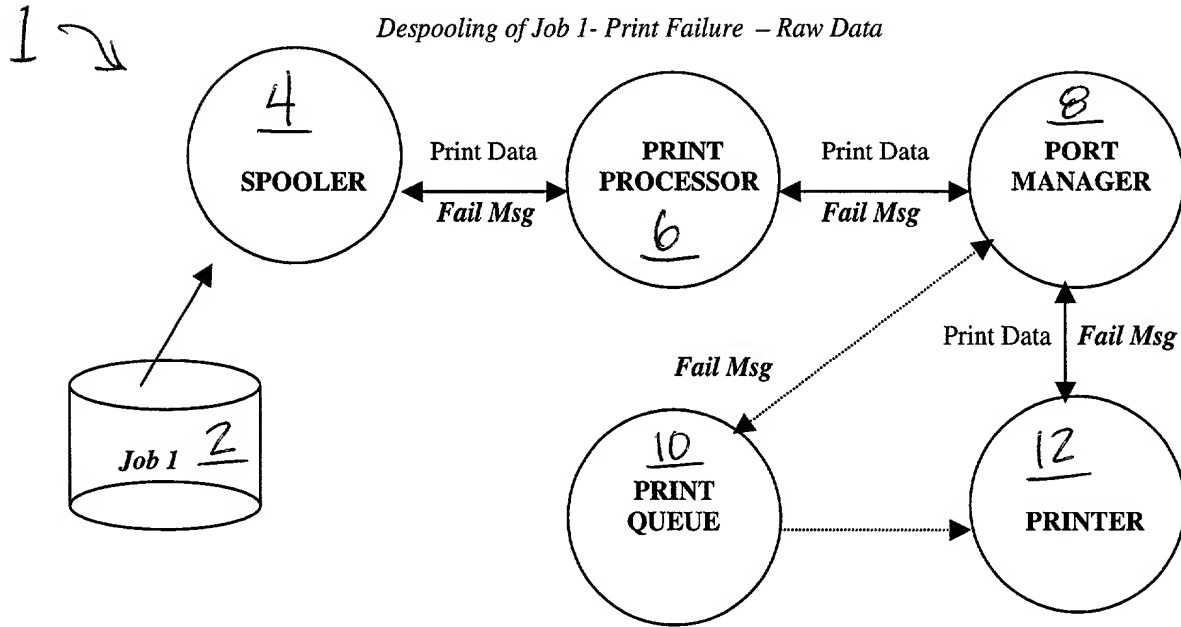 1
Despooling of Job 1- Print Failure – Raw Data
4
SPOOLER
Print Data
Fail Msg
PRINT
PROCESSOR
6
Print Data
Fail Msg
8
PORT
MANAGER
Print Data Fail Msg
Fail Msg
Job 1 2
10
PRINT
QUEUE
12
PRINTER